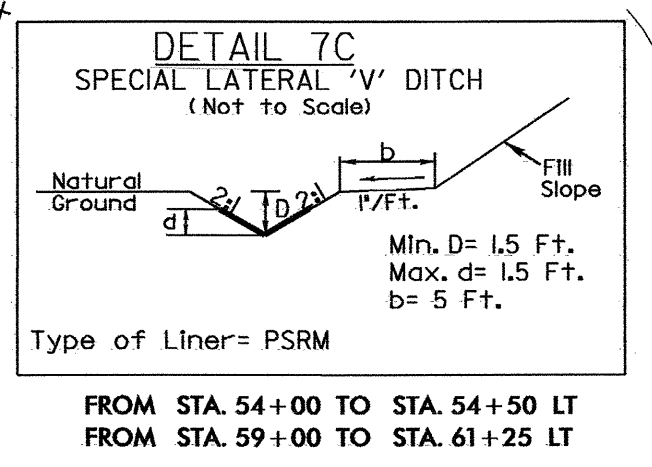 DETAIL 7C
SPECIAL LATERAL 'V' DITCH
(Not to Scale)
b
Natural
Ground
2:1
D
2:1
d
1"/Ft.
Fill
Slope
Min. D= 1.5 Ft.
Max. d= 1.5 Ft.
b= 5 Ft.
Type of Liner= PSRM
FROM STA. 54+00 TO STA. 54+50 LT
FROM STA. 59+00 TO STA. 61+25 LT